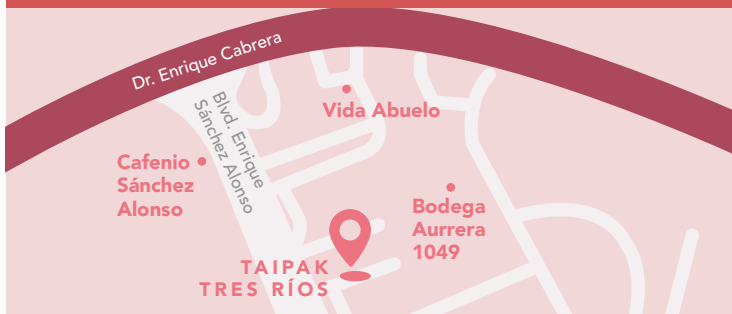 Dr. Enrique Cabrera
Blvd. Enrique
Sánchez Alonso
Vida Abuelo
Cafenio
Sánchez
Alonso
Bodega
Aurrera
1049
TAIPAK
TRES RÍOS